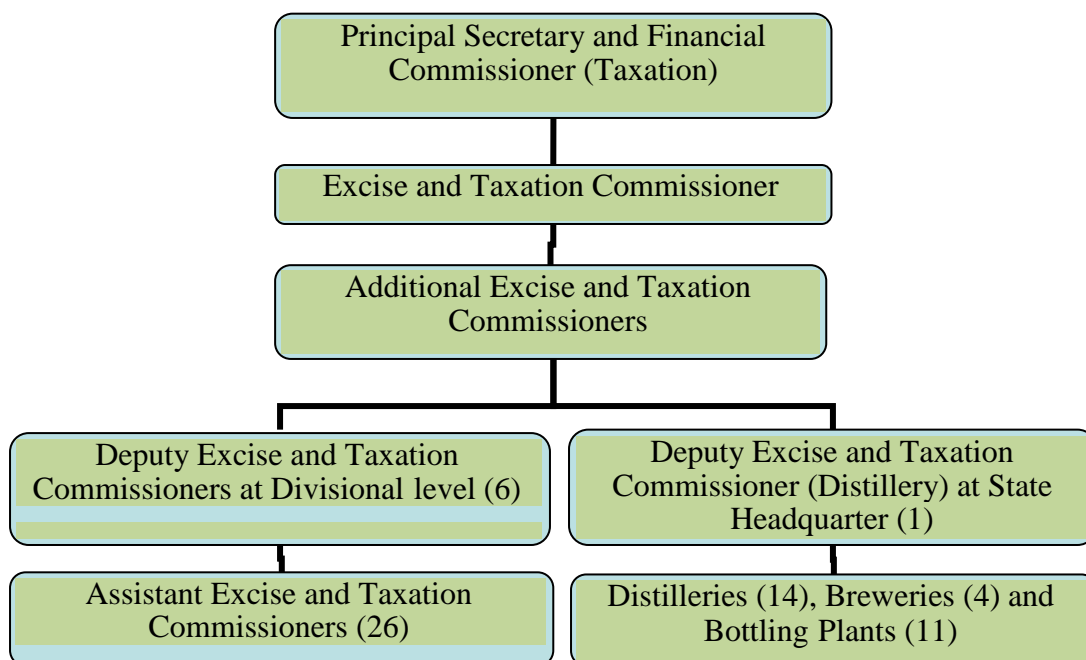 Principal Secretary and Financial
Commissioner (Taxation)
Excise and Taxation Commissioner
Additional Excise and Taxation
Commissioners
Deputy Excise and Taxation
Commissioners at Divisional level (6)
Deputy Excise and Taxation
Commissioner (Distillery) at State
Headquarter (1)
Assistant Excise and Taxation
Commissioners (26)
Distilleries (14), Breweries (4) and
Bottling Plants (11)